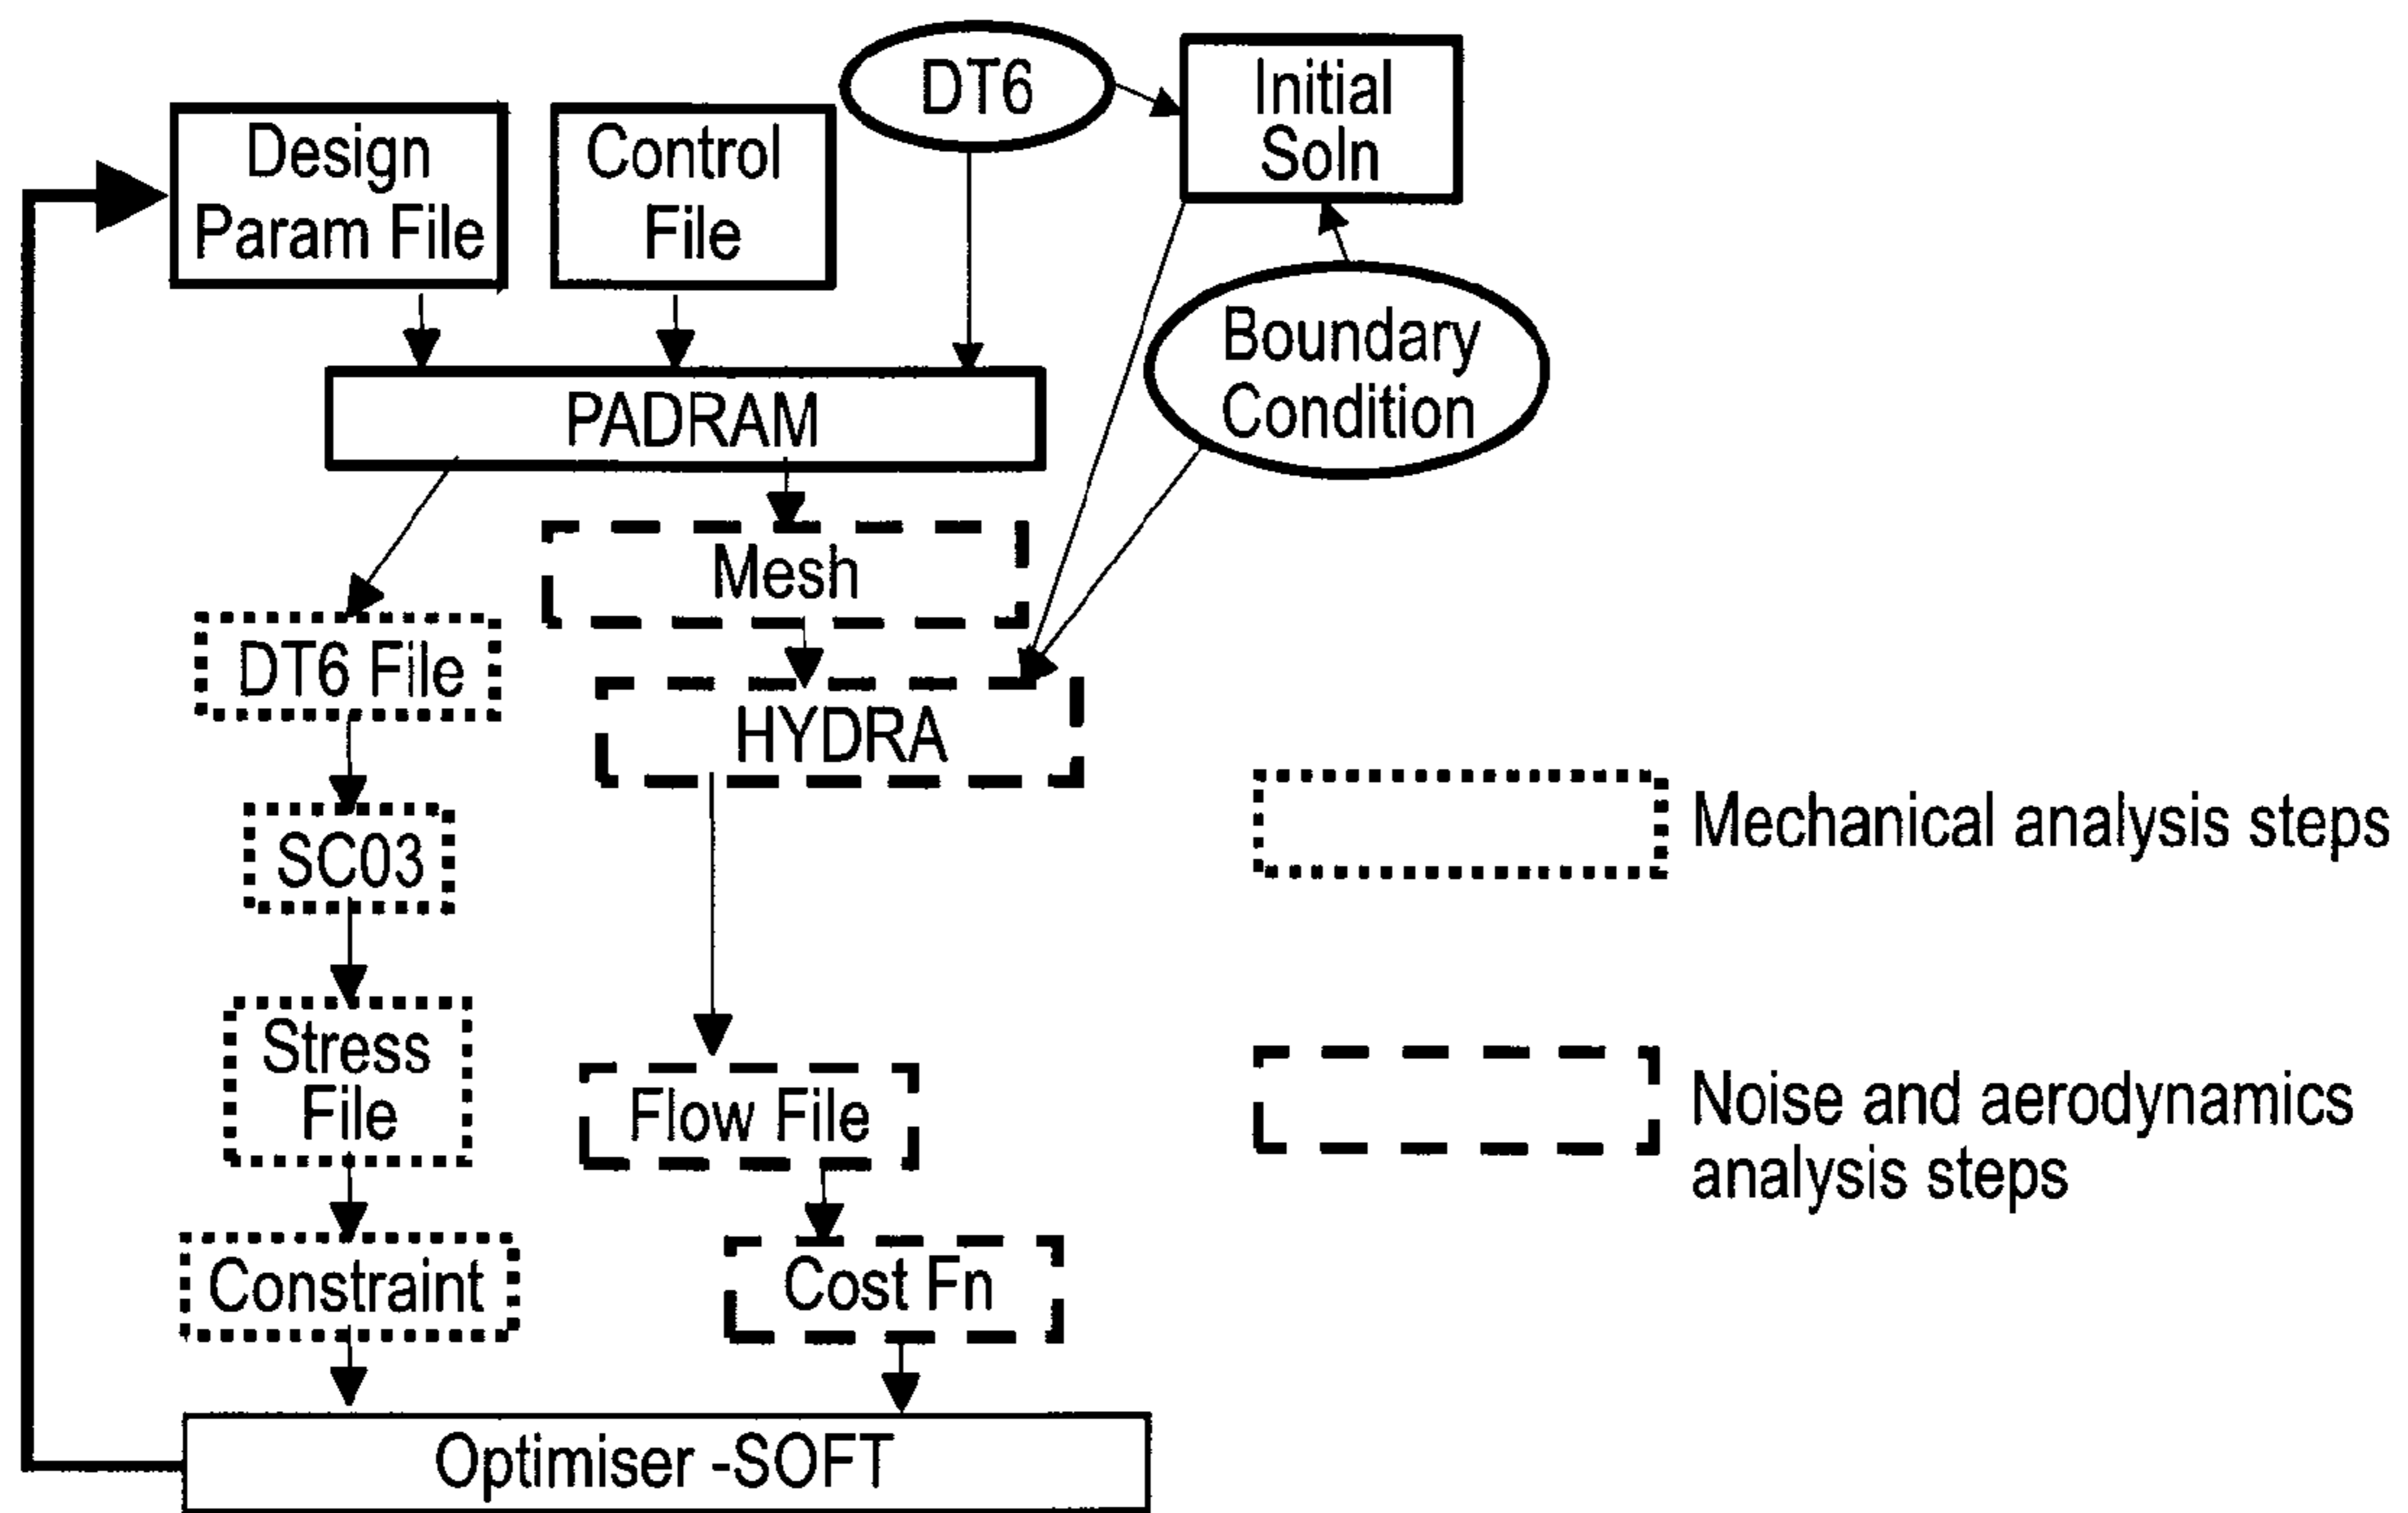 DT6
Initial
Soln
Design
Param File
Control
File
Boundary
Condition
PADRAM
Mesh
DT6 File
HYDRA
SC03
Mechanical analysis steps
Stress
File
Flow File
Noise and aerodynamics
analysis steps
Constraint
Cost Fn
Optimiser -SOFT